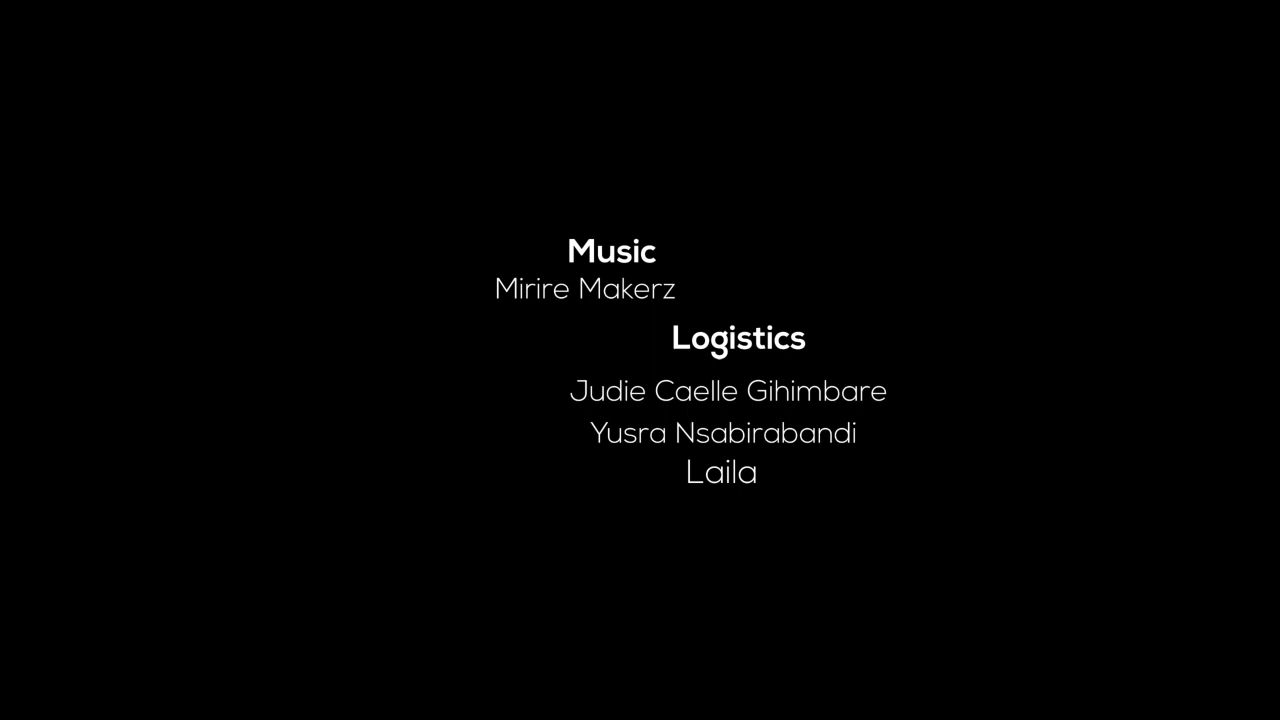 Music
Mirire Makerz
Logistics
Judie Caelle Gihimbare
Yusra Nsabirabandi
Laila